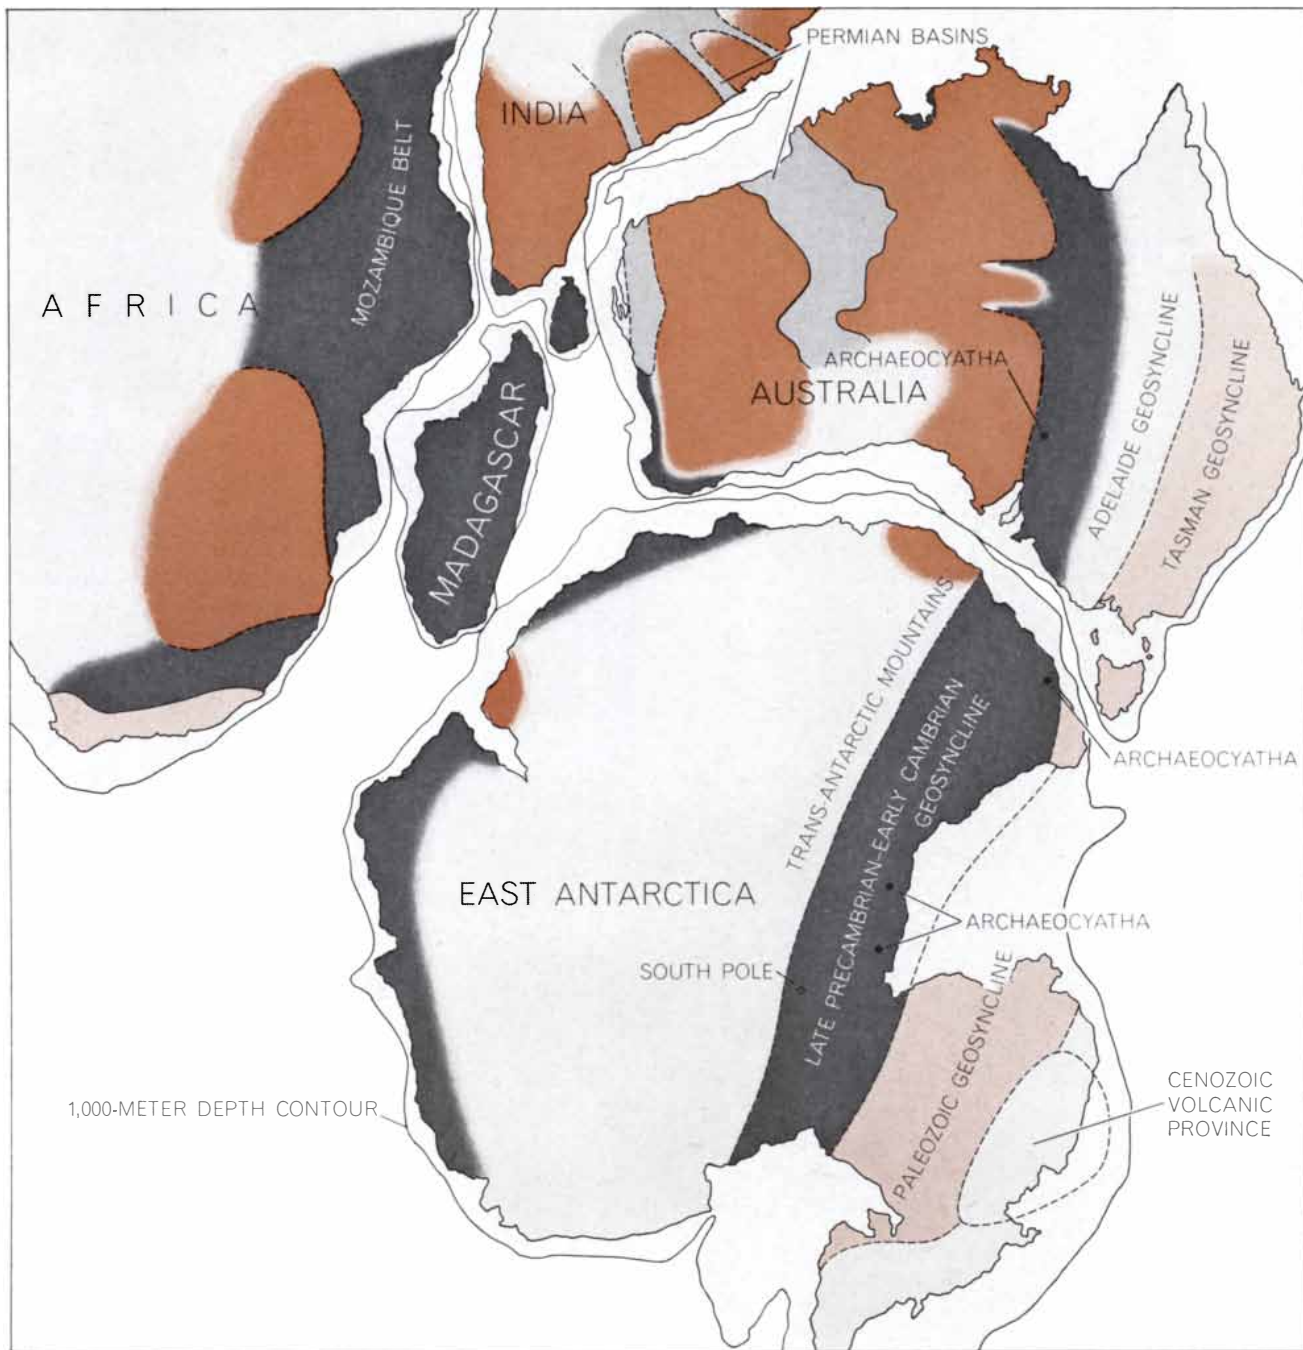 PERMIAN BASINS
INDIA
MOZAMBIQUE BELT
AFRICA
ARCHAEOCYATHA
AUSTRALIA
ADELAIDE GEOSYNCLINE
TASMAN GEOSYNCLINE
MADAGASCAR
TRANS-ANTARCTIC MOUNTAINS
LATE PRECAMBRIAN-EARLY CAMBRIAN
GEOSYNCLINE
ARCHAEOCYATHA
EAST ANTARCTICA
ARCHAEOCYATHA
SOUTH POLE
PALEOZOIC GEOSYNCLINE
1,000-METER DEPTH CONTOUR
CENOZOIC
VOLCANIC
PROVINCE